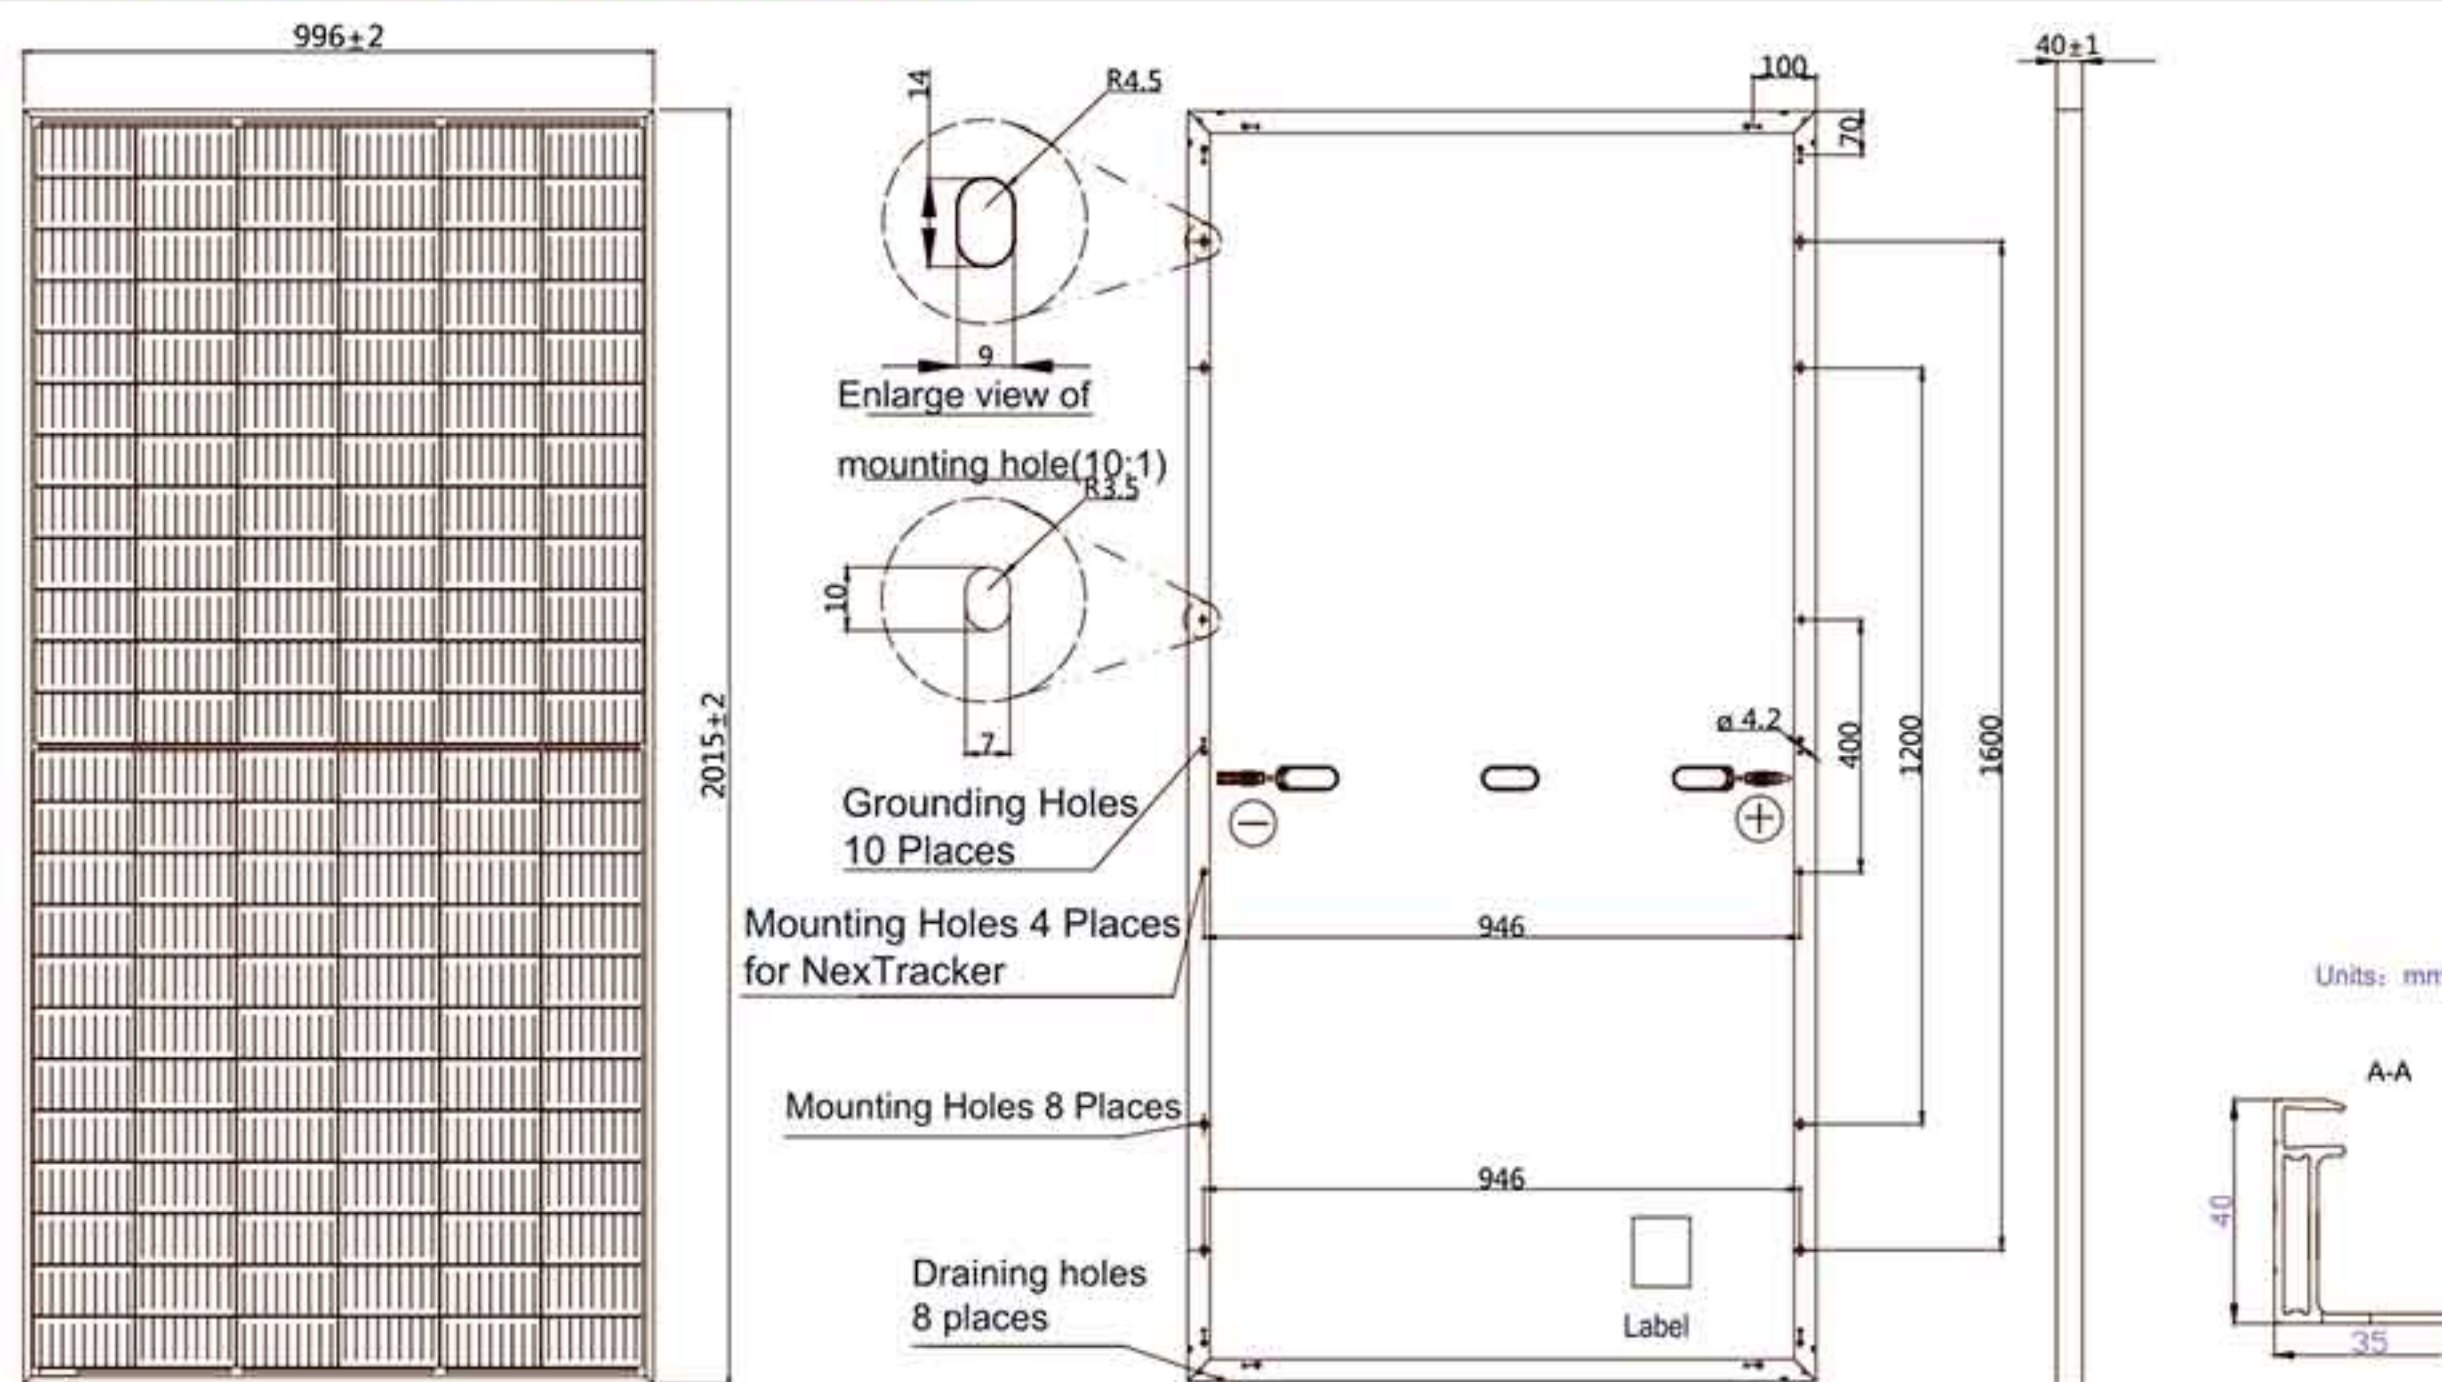 996±2
2015±2
14
R4.5
9
Enlarge view of
mounting hole(10:1)
R3.5
10
7
Grounding Holes
10 Places
Mounting Holes 4 Places
for NexTracker
Mounting Holes 8 Places
Draining holes
8 places
100
70
ø 4.2
400
1200
1600
946
946
Label
40±1
Units: mm
A-A
40
35